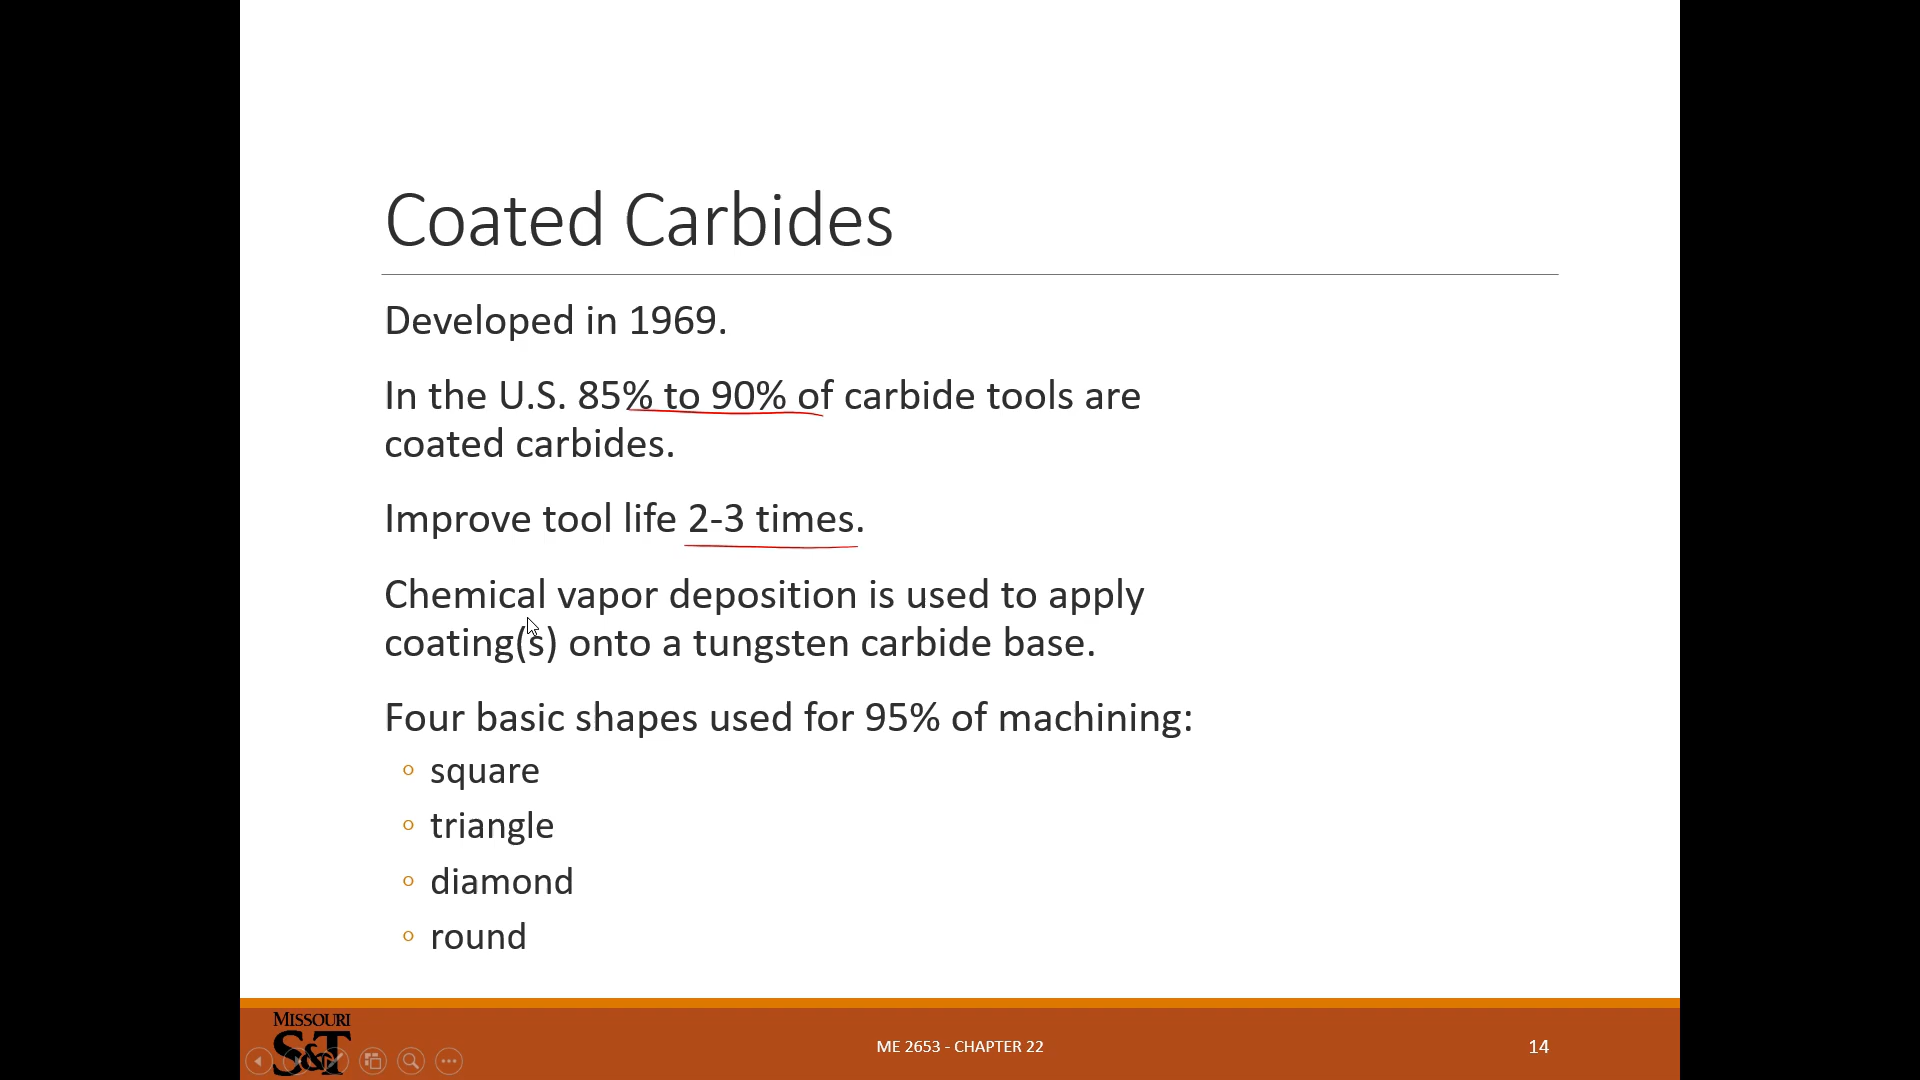 Coated Carbides
Developed in 1969.
In the U.S. 85% to 90% of carbide tools are
coated carbides.
Improve tool life 2-3 times.
Chemical vapor deposition is used to apply
coating(s) onto a tungsten carbide base.
Four basic shapes used for 95% of machining:
square
triangle
diamond
round
MISSOURI
S&T
ME 2653 - CHAPTER 22
14